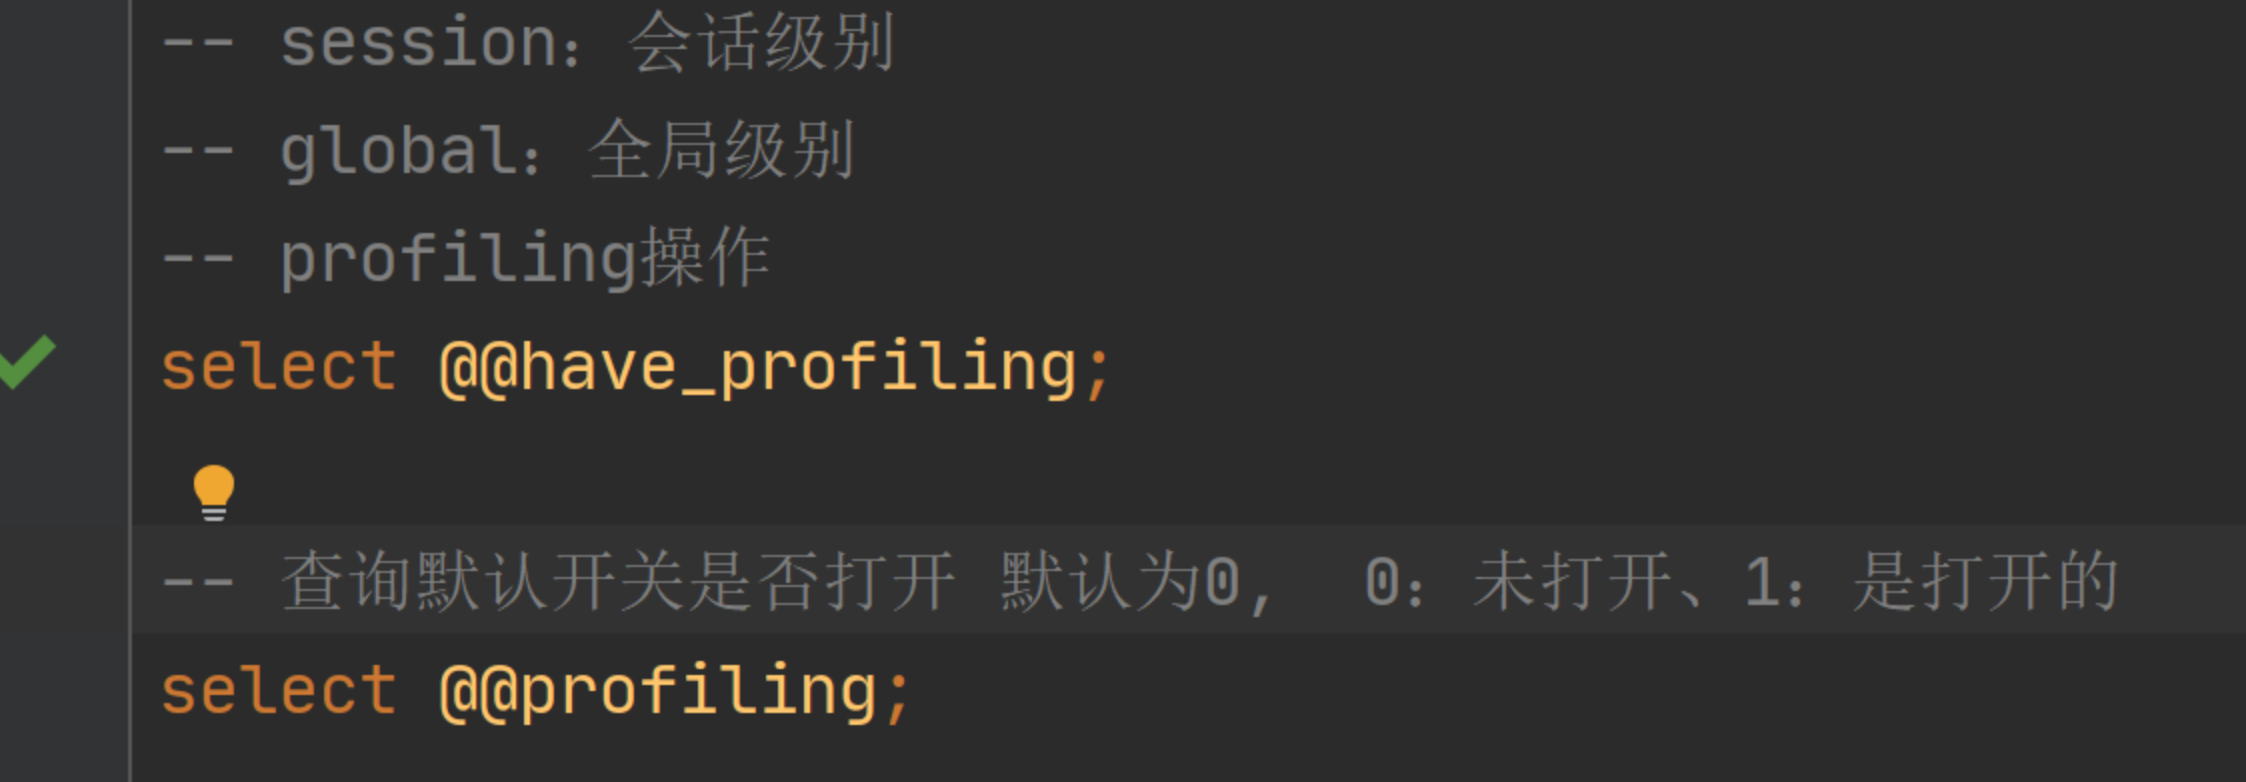 -- session：会话级别
-- global：全局级别
-- profiling操作
select @@have_profiling;
-- 查询默认开关是否打开 默认为0,  0：未打开、1：是打开的
select @@profiling;